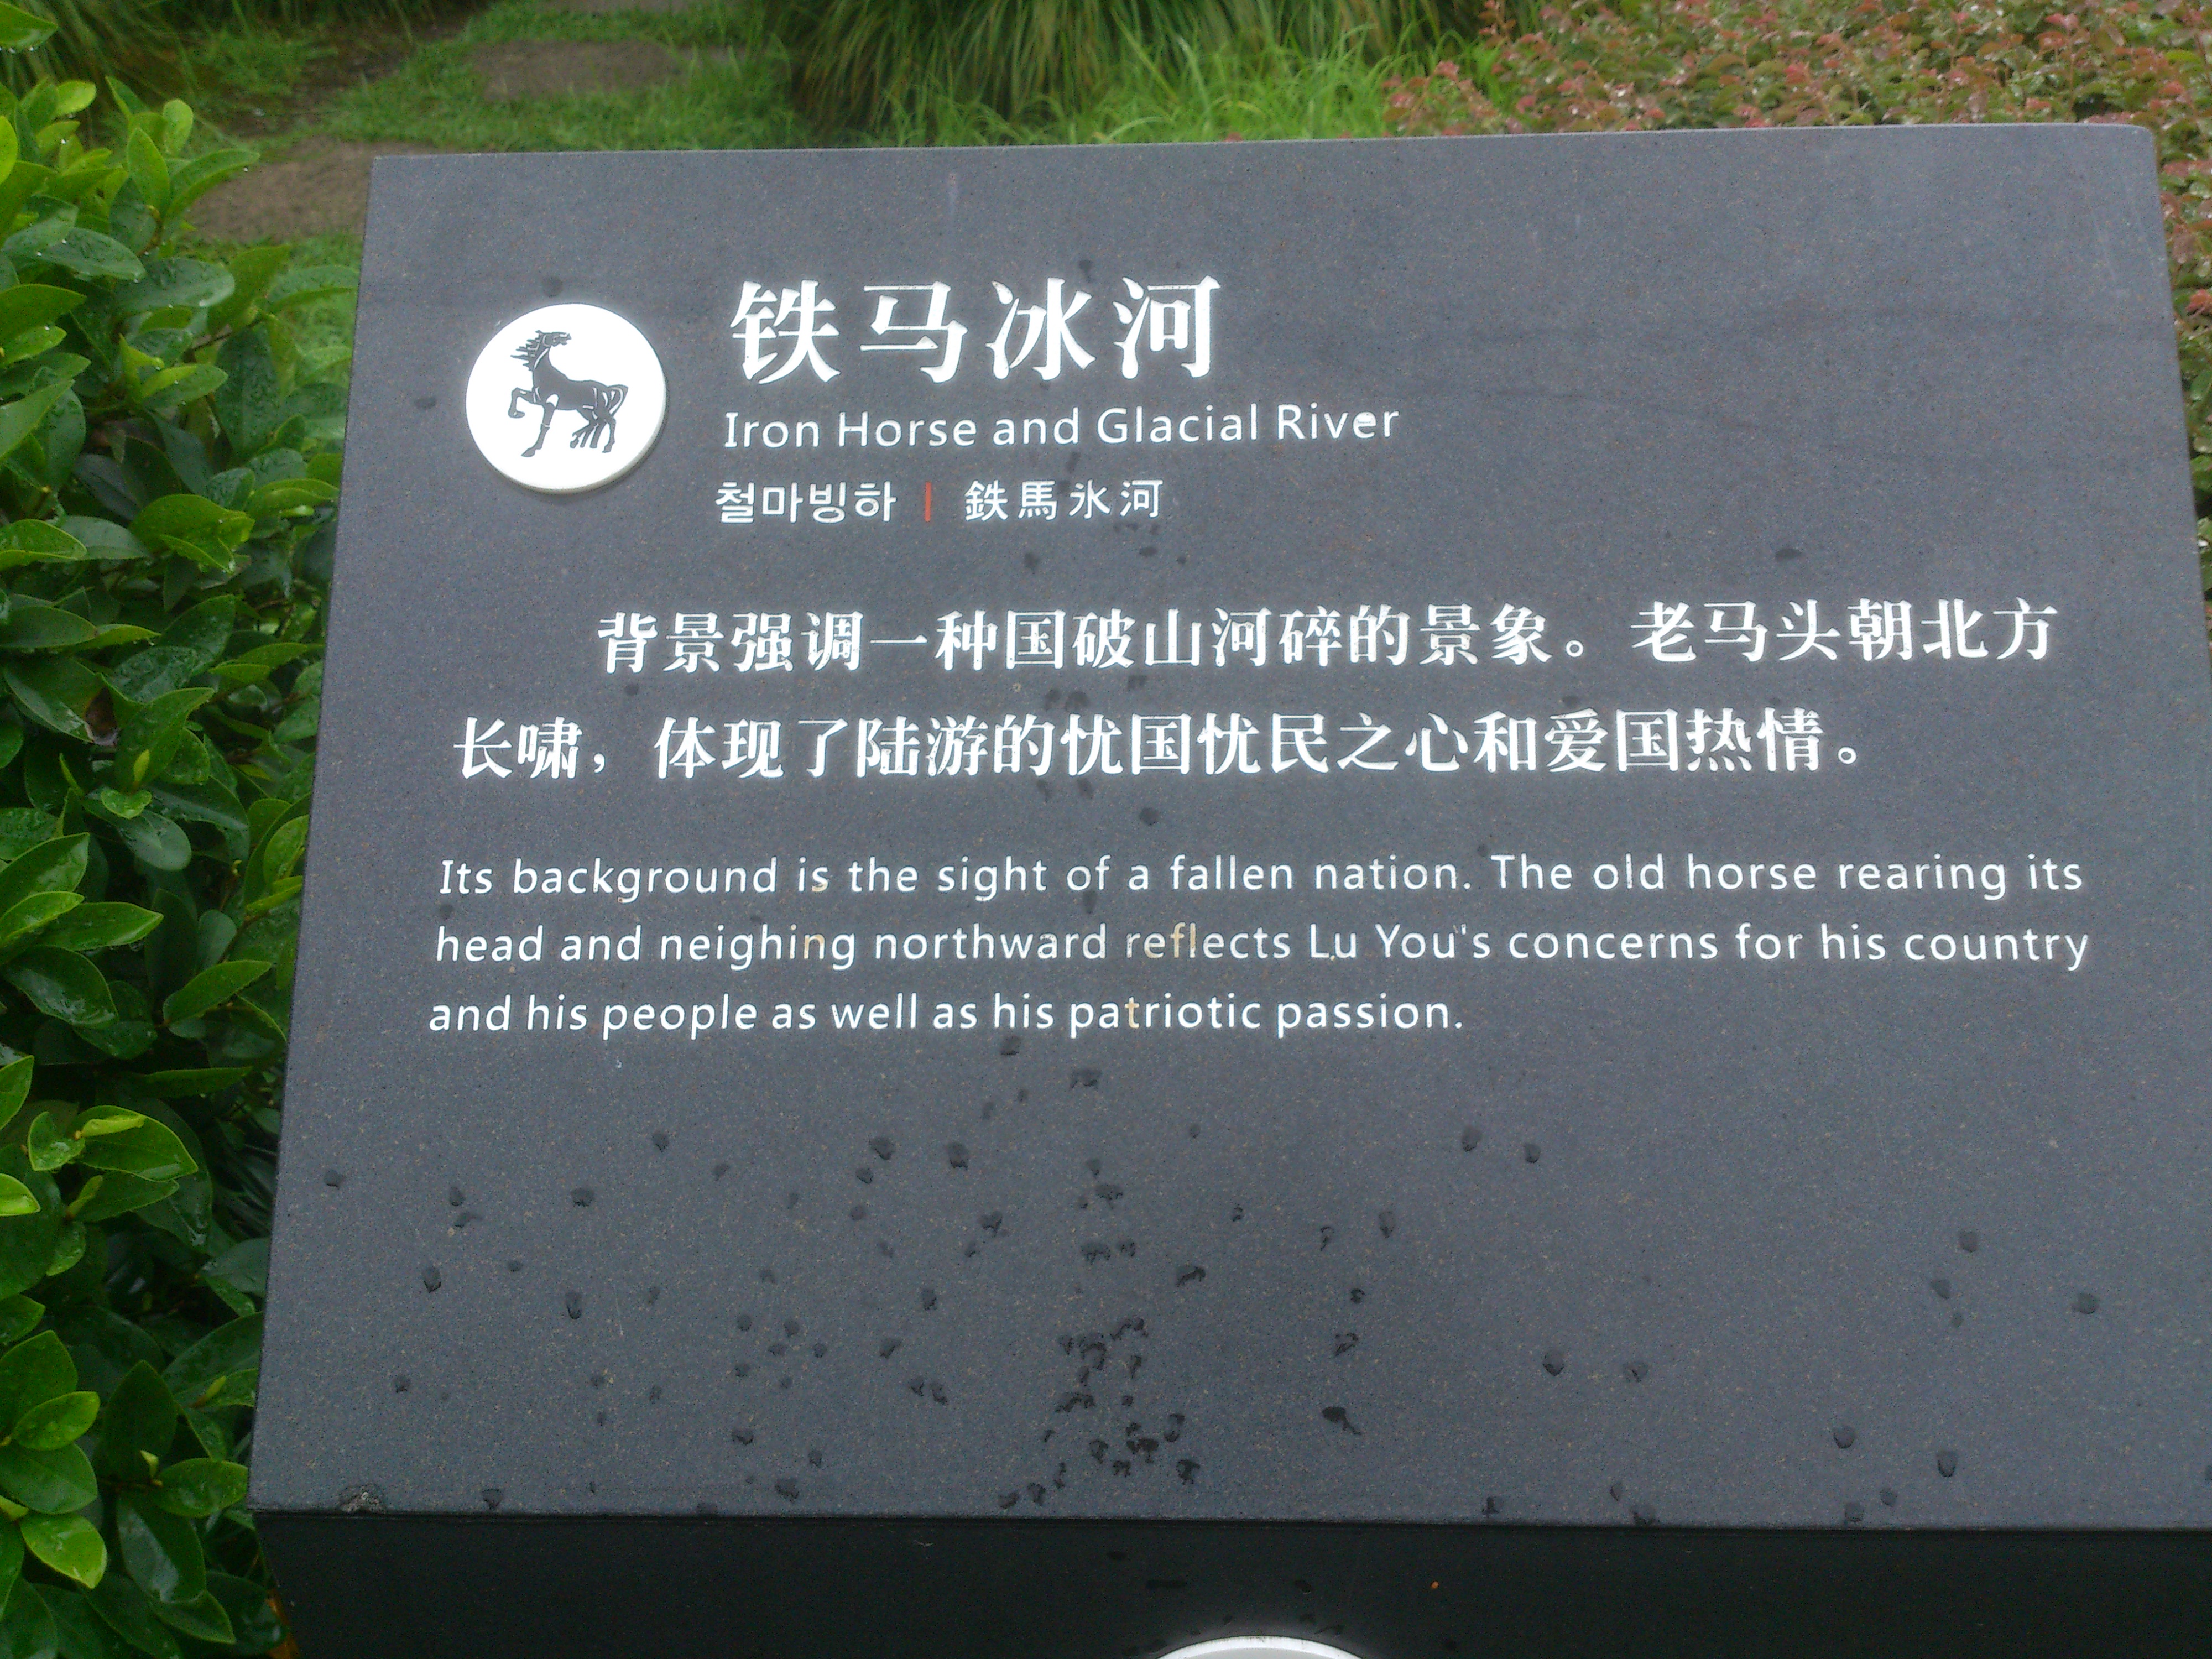 铁马冰河
Iron Horse and Glacial River
철마빙하 | 鉄馬氷河
背景强调一种国破山河碎的景象。老马头朝北方
长啸，体现了陆游的忧国忧民之心和爱国热情。
Its background is the sight of a fallen nation. The old horse rearing its
head and neighing northward reflects Lu You's concerns for his country
and his people as well as his patriotic passion.